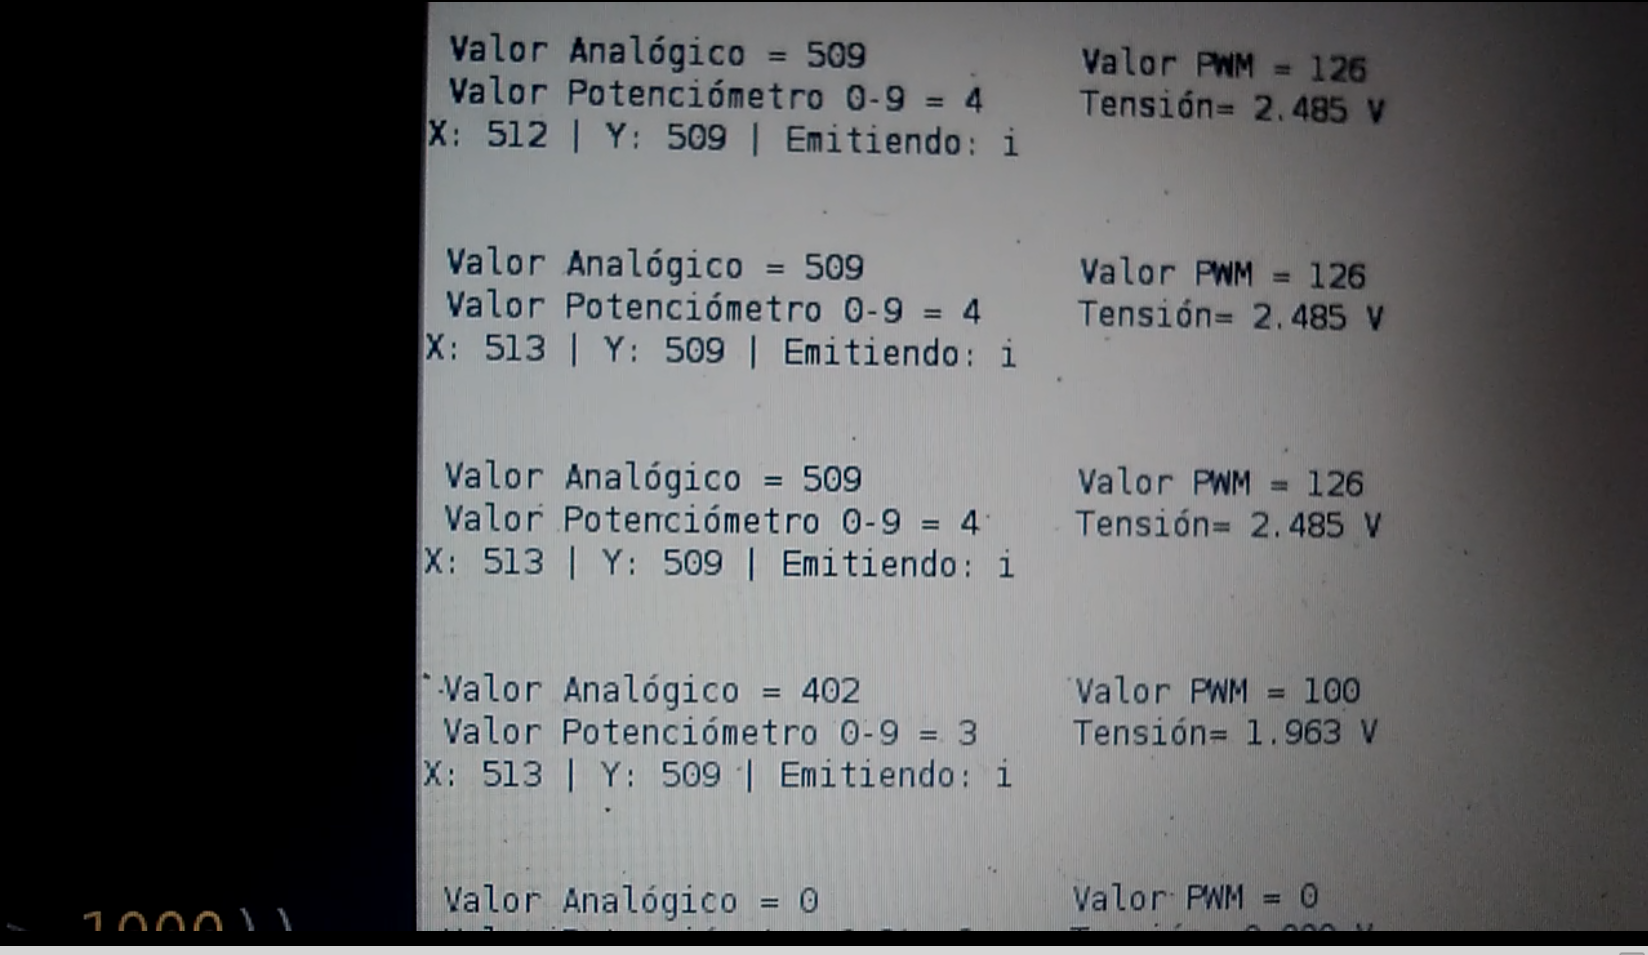 Valor Analógico = 509 Valor PWM = 126
Valor Potenciómetro 0-9 = 4 Tensión= 2.485 V
X: 512 | Y: 509 | Emitiendo: i
Valor Analógico = 509 Valor PWM = 126
Valor Potenciómetro 0-9 = 4 Tensión= 2.485 V
X: 513 | Y: 509 | Emitiendo: i
Valor Analógico = 509 Valor PWM = 126
Valor Potenciómetro 0-9 = 4 Tensión= 2.485 V
X: 513 | Y: 509 | Emitiendo: i
Valor Analógico = 402 Valor PWM = 100
Valor Potenciómetro 0-9 = 3 Tensión= 1.963 V
X: 513 | Y: 509 | Emitiendo: i
Valor Analógico = 0 Valor PWM = 0
1000))